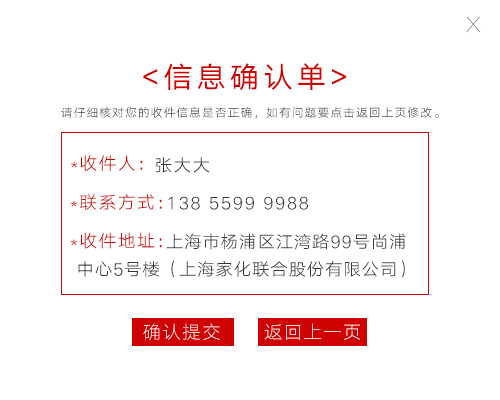 X
<信息确认单>
请仔细核对您的收件信息是否正确，如有问题要点击返回上页修改。
*收件人：张大大
*联系方式：138 5599 9988
*收件地址：上海市杨浦区江湾路99号尚浦
中心5号楼（上海家化联合股份有限公司）
确认提交 返回上一页